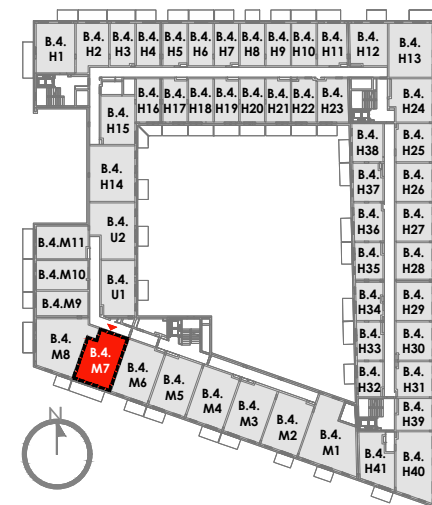 B.4.
H1
B.4.
H2
B.4.
H3
B.4.
H4
B.4.
H5
B.4.
H6
B.4.
H7
B.4.
H8
B.4.
H9
B.4.
H10
B.4.
H11
B.4.
H12
B.4.
H13
B.4.
H16
B.4.
H17
B.4.
H18
B.4.
H19
B.4.
H20
B.4.
H21
B.4.
H22
B.4.
H23
B.4.
H24
B.4.
H15
B.4.
H38
B.4.
H25
B.4.
H14
B.4.
H37
B.4.
H26
B.4.
U2
B.4.
H36
B.4.
H27
B.4.M11
B.4.
H35
B.4.
H28
B.4.M10
B.4.
U1
B.4.M9
B.4.
H34
B.4.
H29
B.4.
M8
B.4.
M7
B.4.
M6
B.4.
M5
B.4.
M4
B.4.
M3
B.4.
M2
B.4.
M1
B.4.
H33
B.4.
H30
B.4.
H32
B.4.
H31
B.4.
H39
B.4.
H41
B.4.
H40
N